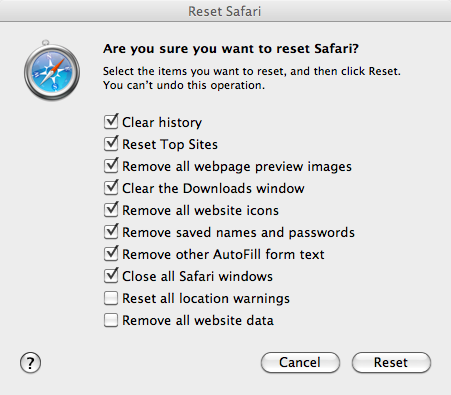 Reset Safari
Are you sure you want to reset Safari?
Select the items you want to reset, and then click Reset.
You can't undo this operation.
Clear history
Reset Top Sites
Remove all webpage preview images
Clear the Downloads window
Remove all website icons
Remove saved names and passwords
Remove other AutoFill form text
Close all Safari windows
Reset all location warnings
Remove all website data
? Cancel Reset